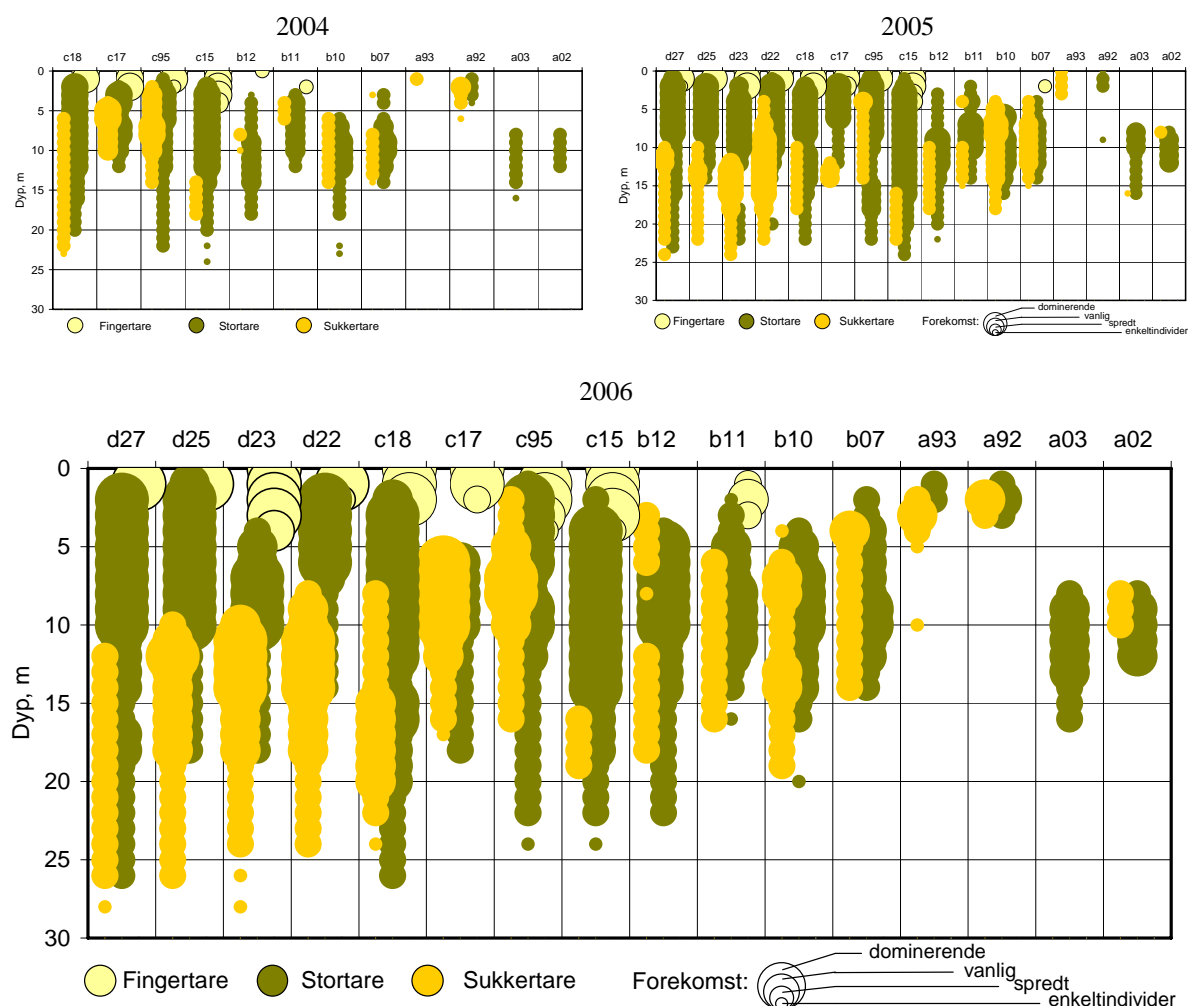 2004
c18 c17 c95 c15 b12 b11 b10 b07 a93 a92 a03 a02
0
5
10
15
20
25
30
Dyp, m
Fingertare Stortare Sukkertare
2005
d27 d25 d23 d22 c18 c17 c95 c15 b12 b11 b10 b07 a93 a92 a03 a02
0
5
10
15
20
25
30
Dyp, m
Fingertare Stortare Sukkertare Forekomst:
dominerende
vanlig
spredt
enkeltindivider
2006
d27 d25 d23 d22 c18 c17 c95 c15 b12 b11 b10 b07 a93 a92 a03 a02
0
5
10
15
20
25
30
Dyp, m
Fingertare Stortare Sukkertare Forekomst:
dominerende
vanlig
spredt
enkeltindivider